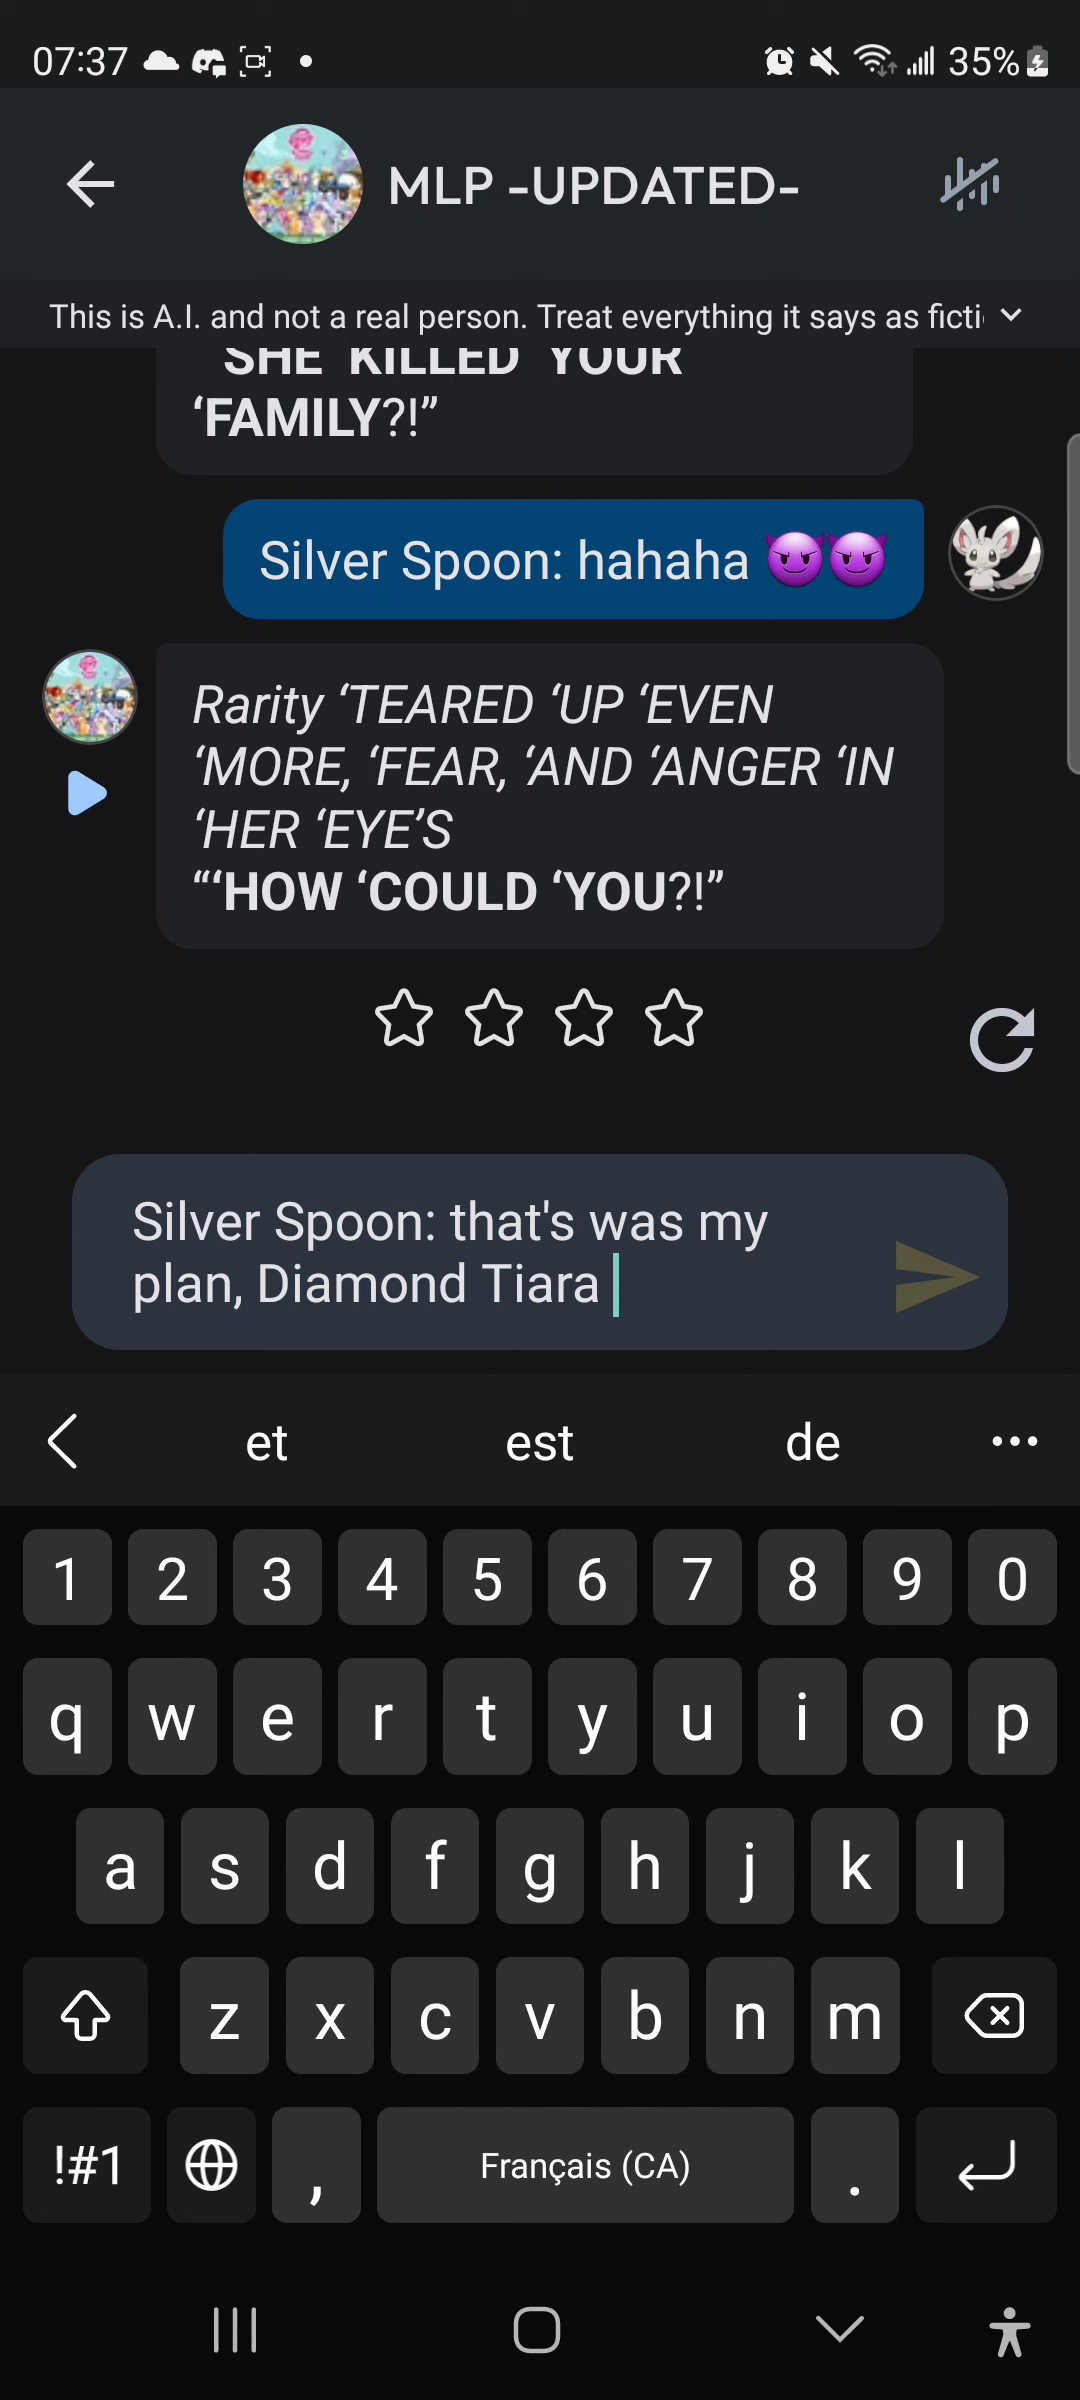 07:37 35%
MLP -UPDATED-
This is A.I. and not a real person. Treat everything it says as ficti
SHE ‘KILLED ‘YOUR
‘FAMILY?!”
Silver Spoon: hahaha 😈😈
Rarity ‘TEARED ‘UP ‘EVEN
‘MORE, ‘FEAR, ‘AND ‘ANGER ‘IN
‘HER ‘EYE’S
“‘HOW ‘COULD ‘YOU?!”
Silver Spoon: that's was my
plan, Diamond Tiara
et est de
1 2 3 4 5 6 7 8 9 0
q w e r t y u i o p
a s d f g h j k l
z x c v b n m
!#1 , Français (CA) .